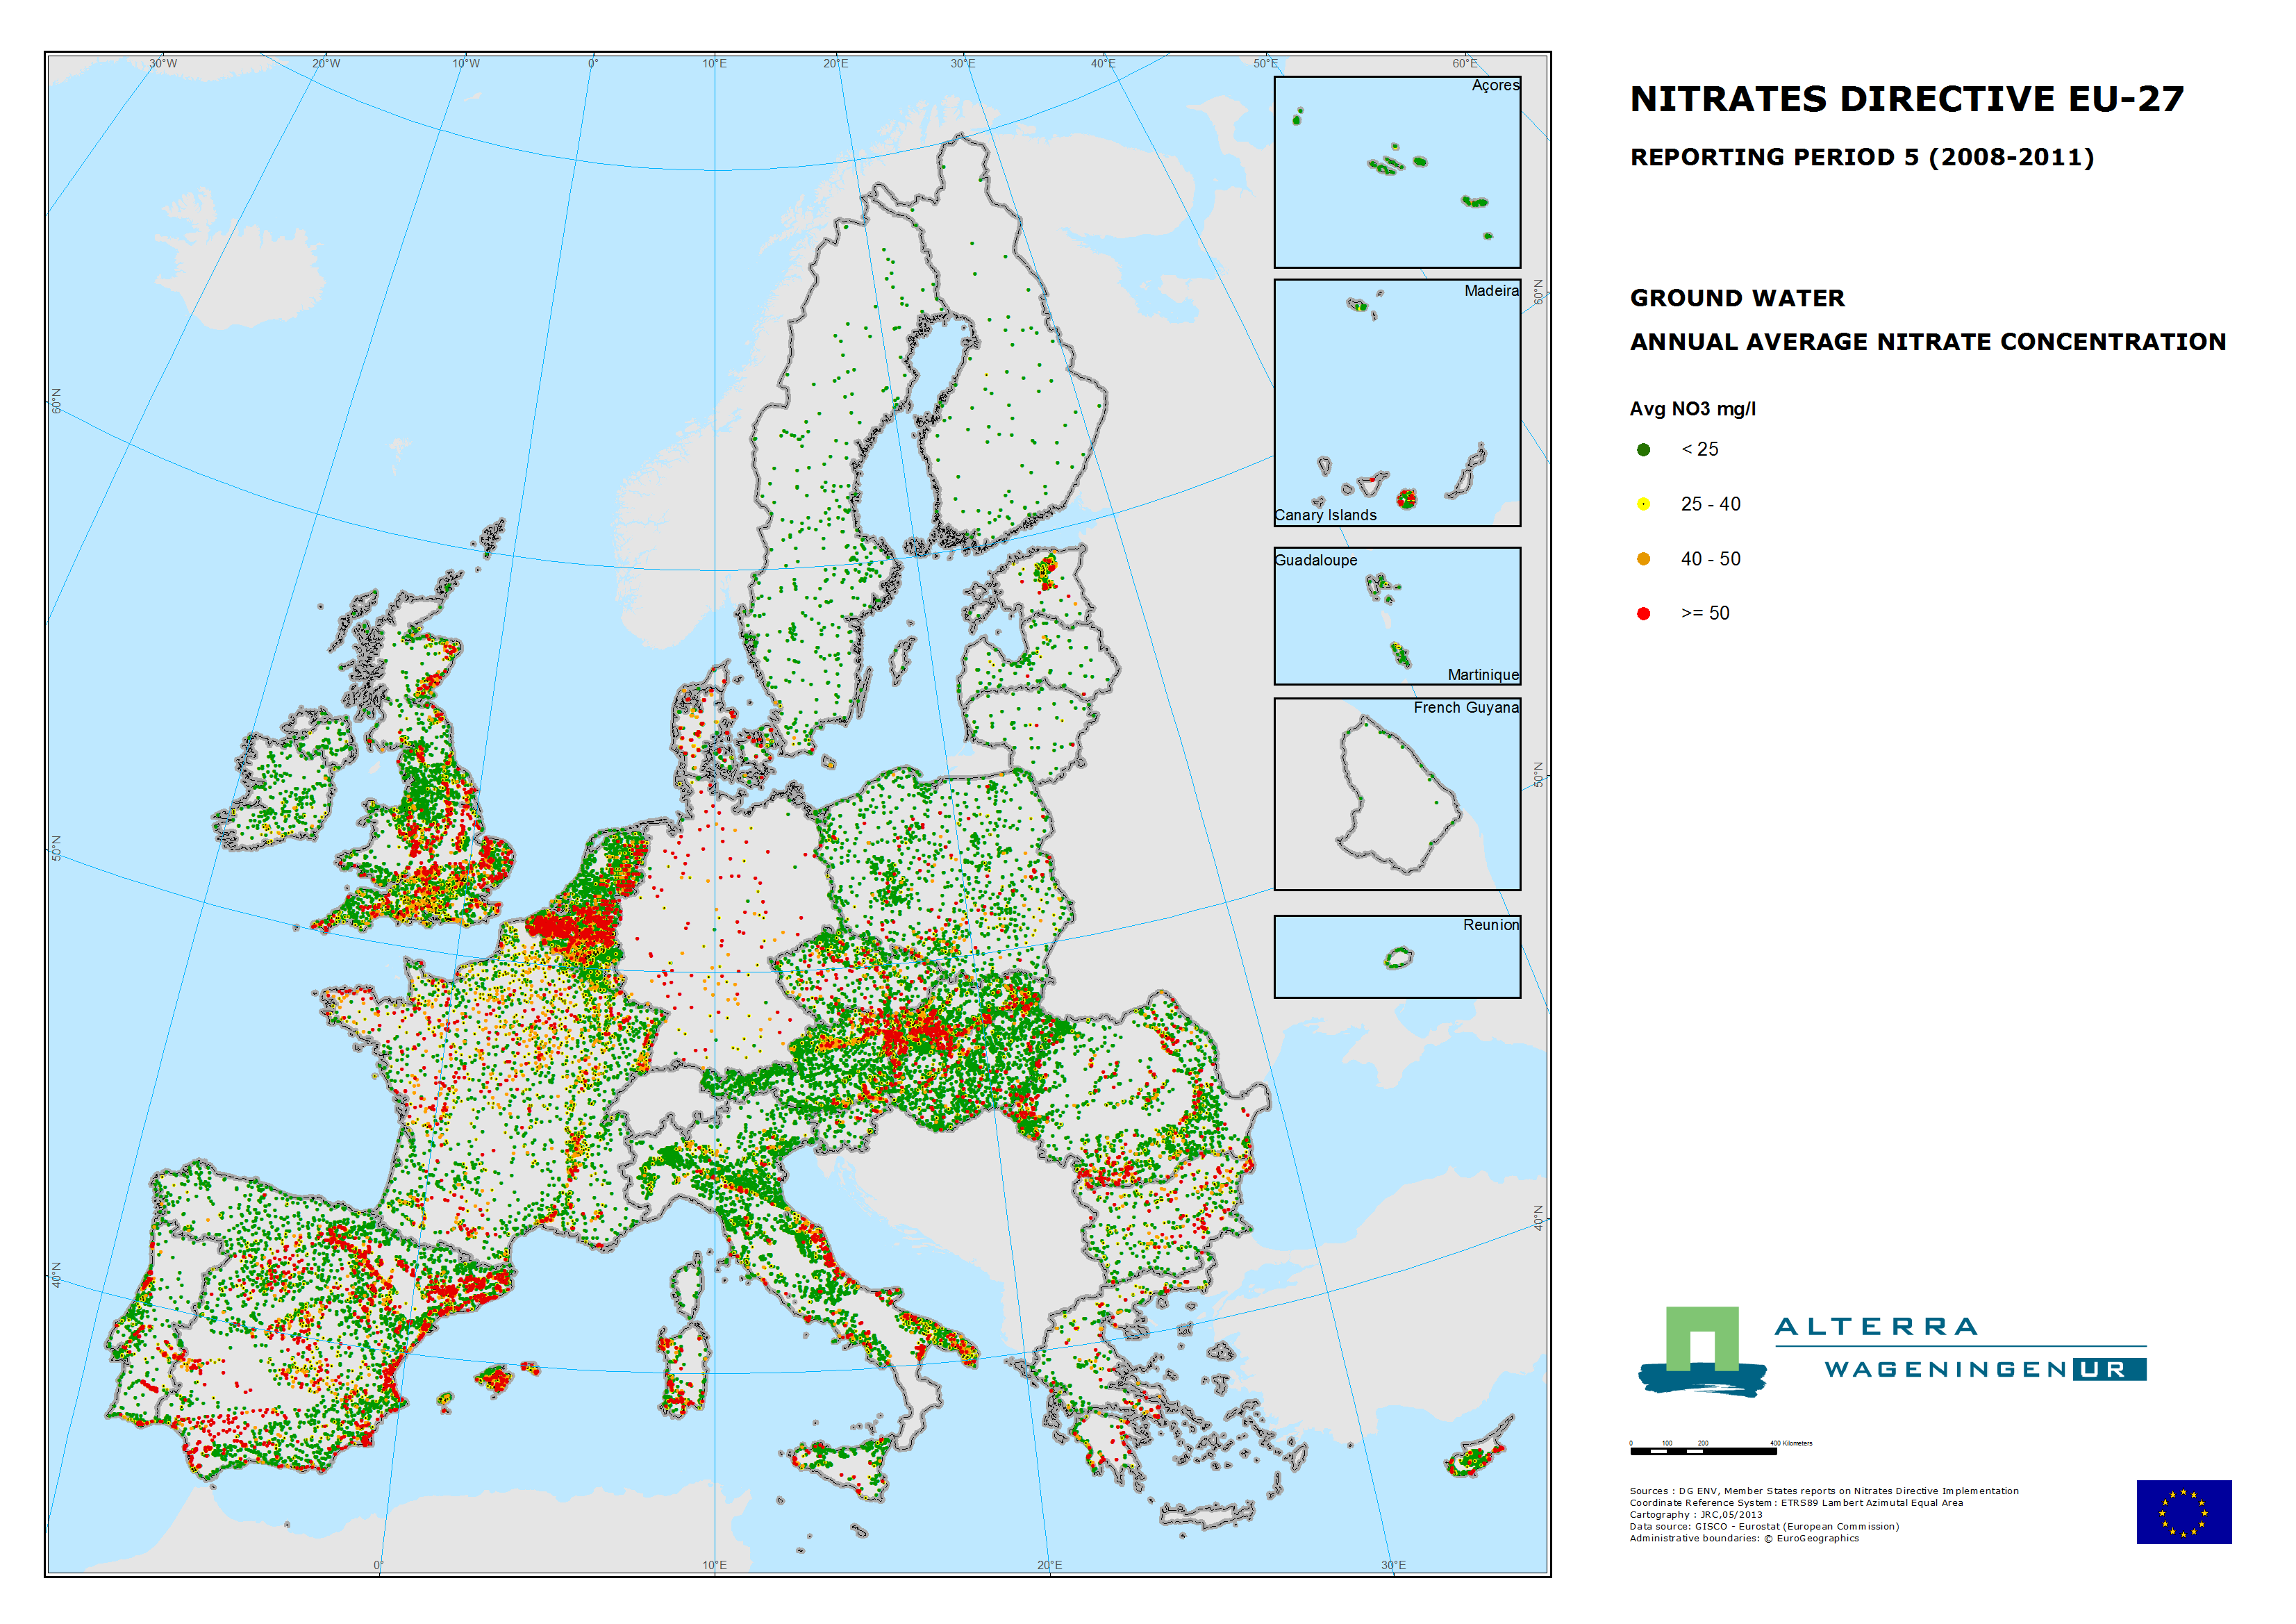 30°W 20°W 10°W 0° 10°E 20°E 30°E 40°E 50°E 60°E
Açores
60°N
50°N
40°N
60°N
50°N
40°N
Madeira
Canary Islands
Guadaloupe
Martinique
French Guyana
Reunion
0° 10°E 20°E 30°E
NITRATES DIRECTIVE EU-27
REPORTING PERIOD 5 (2008-2011)
GROUND WATER
ANNUAL AVERAGE NITRATE CONCENTRATION
Avg NO3 mg/l
< 25
25 - 40
40 - 50
>= 50
ALTERRA
WAGENINGEN UR
0 100 200 400 Kilometers
Sources : DG ENV, Member States reports on Nitrates Directive Implementation
Coordinate Reference System : ETRS89 Lambert Azimutal Equal Area
Cartography : JRC,05/2013
Data source: GISCO - Eurostat (European Commission)
Administrative boundaries: © EuroGeographics